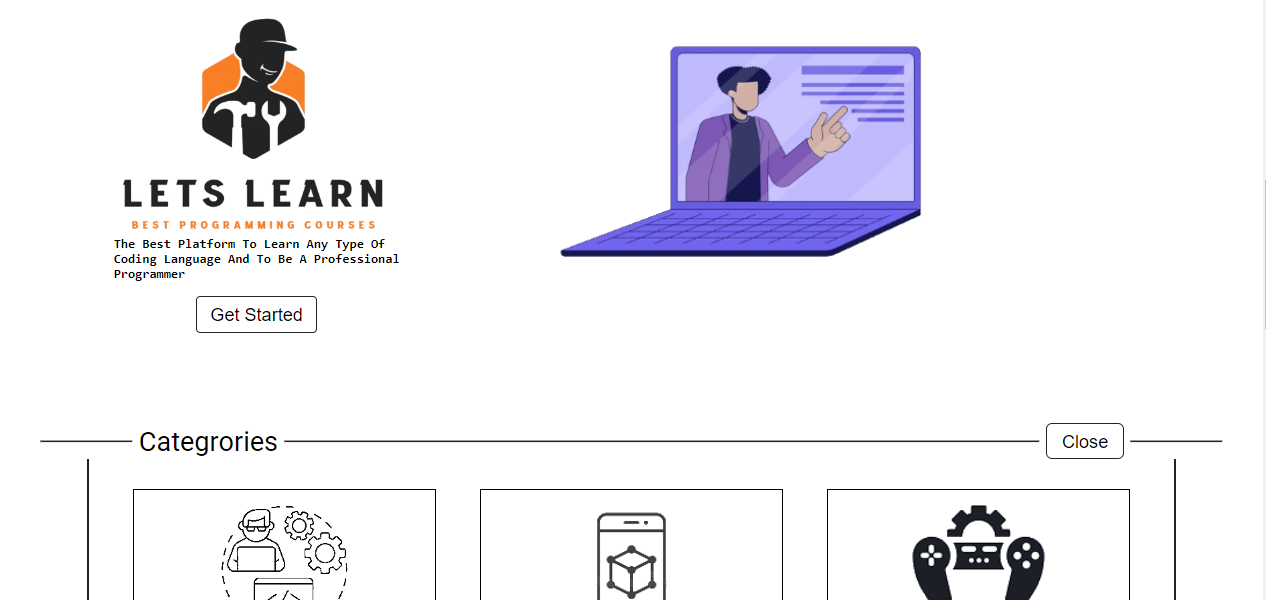 LETS LEARN
BEST PROGRAMMING COURSES
The Best Platform To Learn Any Type Of
Coding Language And To Be A Professional
Programmer
Get Started
Categrories
Close